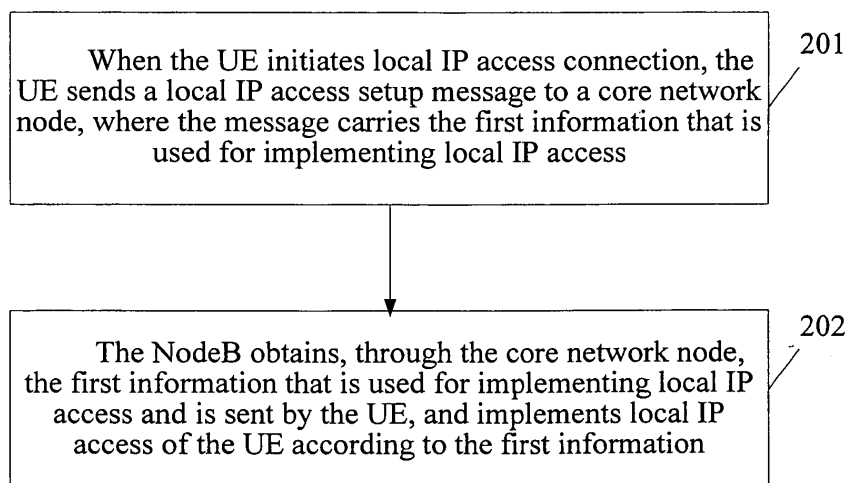 When the UE initiates local IP access connection, the
UE sends a local IP access setup message to a core network
node, where the message carries the first information that is
used for implementing local IP access
201
The NodeB obtains, through the core network node,
the first information that is used for implementing local IP
access and is sent by the UE, and implements local IP
access of the UE according to the first information
202